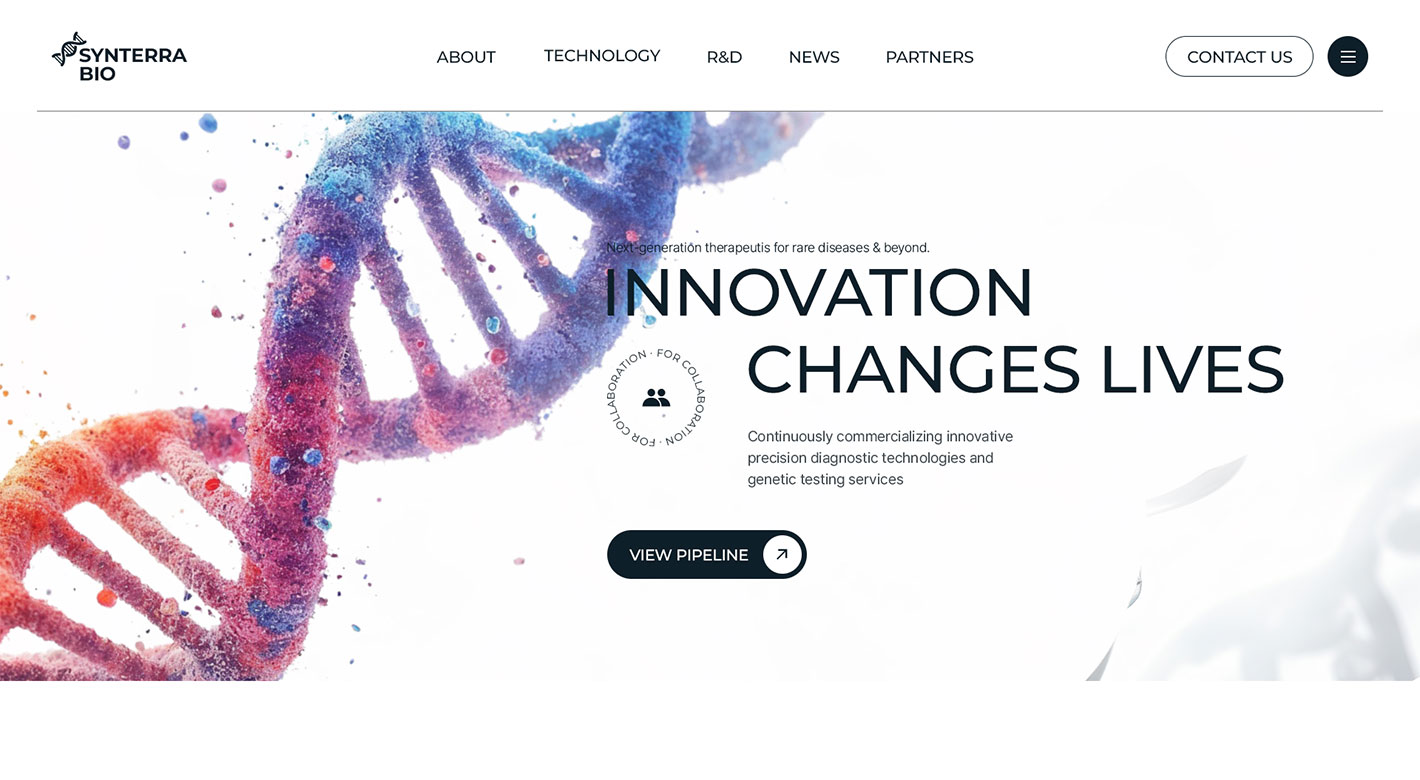 SYNTERRA
BIO
ABOUT
TECHNOLOGY
R&D
NEWS
PARTNERS
CONTACT US
Next-generation therapeutis for rare diseases & beyond.
INNOVATION
CHANGES LIVES
FOR COLLABORATION · FOR COLLABORATION ·
Continuously commercializing innovative
precision diagnostic technologies and
genetic testing services
VIEW PIPELINE